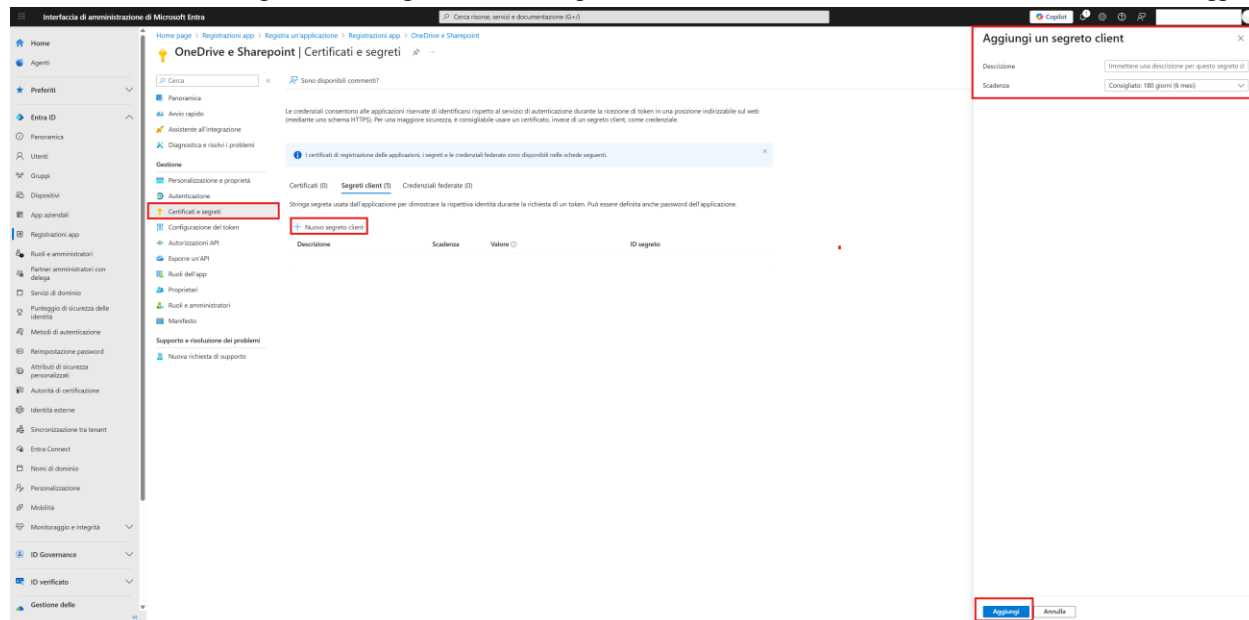 Interfaccia di amministrazione di Microsoft Entra
Cerca risorse, servizi e documentazione (G+/)
Copilot
Home
Agenti
Preferiti
Entra ID
Panoramica
Utenti
Gruppi
Dispositivi
App aziendali
Registrazioni app
Ruoli e amministratori
Partner amministratori con
delega
Servizi di dominio
Punteggio di sicurezza delle
identità
Metodi di autenticazione
Reimpostazione password
Attributi di sicurezza
personalizzati
Autorità di certificazione
Identità esterne
Sincronizzazione tra tenant
Entra Connect
Nomi di dominio
Personalizzazione
Mobilità
Monitoraggio e integrità
ID Governance
ID verificato
Gestione delle
Home page > Registrazioni app > Registra un'applicazione > Registrazioni app > OneDrive e Sharepoint
OneDrive e Sharepoint | Certificati e segreti
Cerca
Panoramica
Avvio rapido
Assistente all'integrazione
Diagnostica e risolvi i problemi
Gestione
Personalizzazione e proprietà
Autenticazione
Certificati e segreti
Configurazione del token
Autorizzazioni API
Esporre un'API
Ruoli dell'app
Proprietari
Ruoli e amministratori
Manifesto
Supporto e risoluzione dei problemi
Nuova richiesta di supporto
Sono disponibili commenti?
Le credenziali consentono alle applicazioni riservate di identificarsi rispetto al servizio di autenticazione durante la ricezione di token in una posizione indirizzabile sul web
(mediante uno schema HTTPS). Per una maggiore sicurezza, è consigliabile usare un certificato, invece di un segreto client, come credenziale.
I certificati di registrazione delle applicazioni, i segreti e le credenziali federate sono disponibili nelle schede seguenti.
Certificati (0) Segreti client (1) Credenziali federate (0)
Stringa segreta usata dall'applicazione per dimostrare la rispettiva identità durante la richiesta di un token. Può essere definita anche password dell'applicazione.
Nuovo segreto client
Descrizione Scadenza Valore ID segreto
Aggiungi un segreto client
Descrizione Immettere una descrizione per questo segreto cl
Scadenza Consigliato: 180 giorni (6 mesi)
Aggiungi Annulla